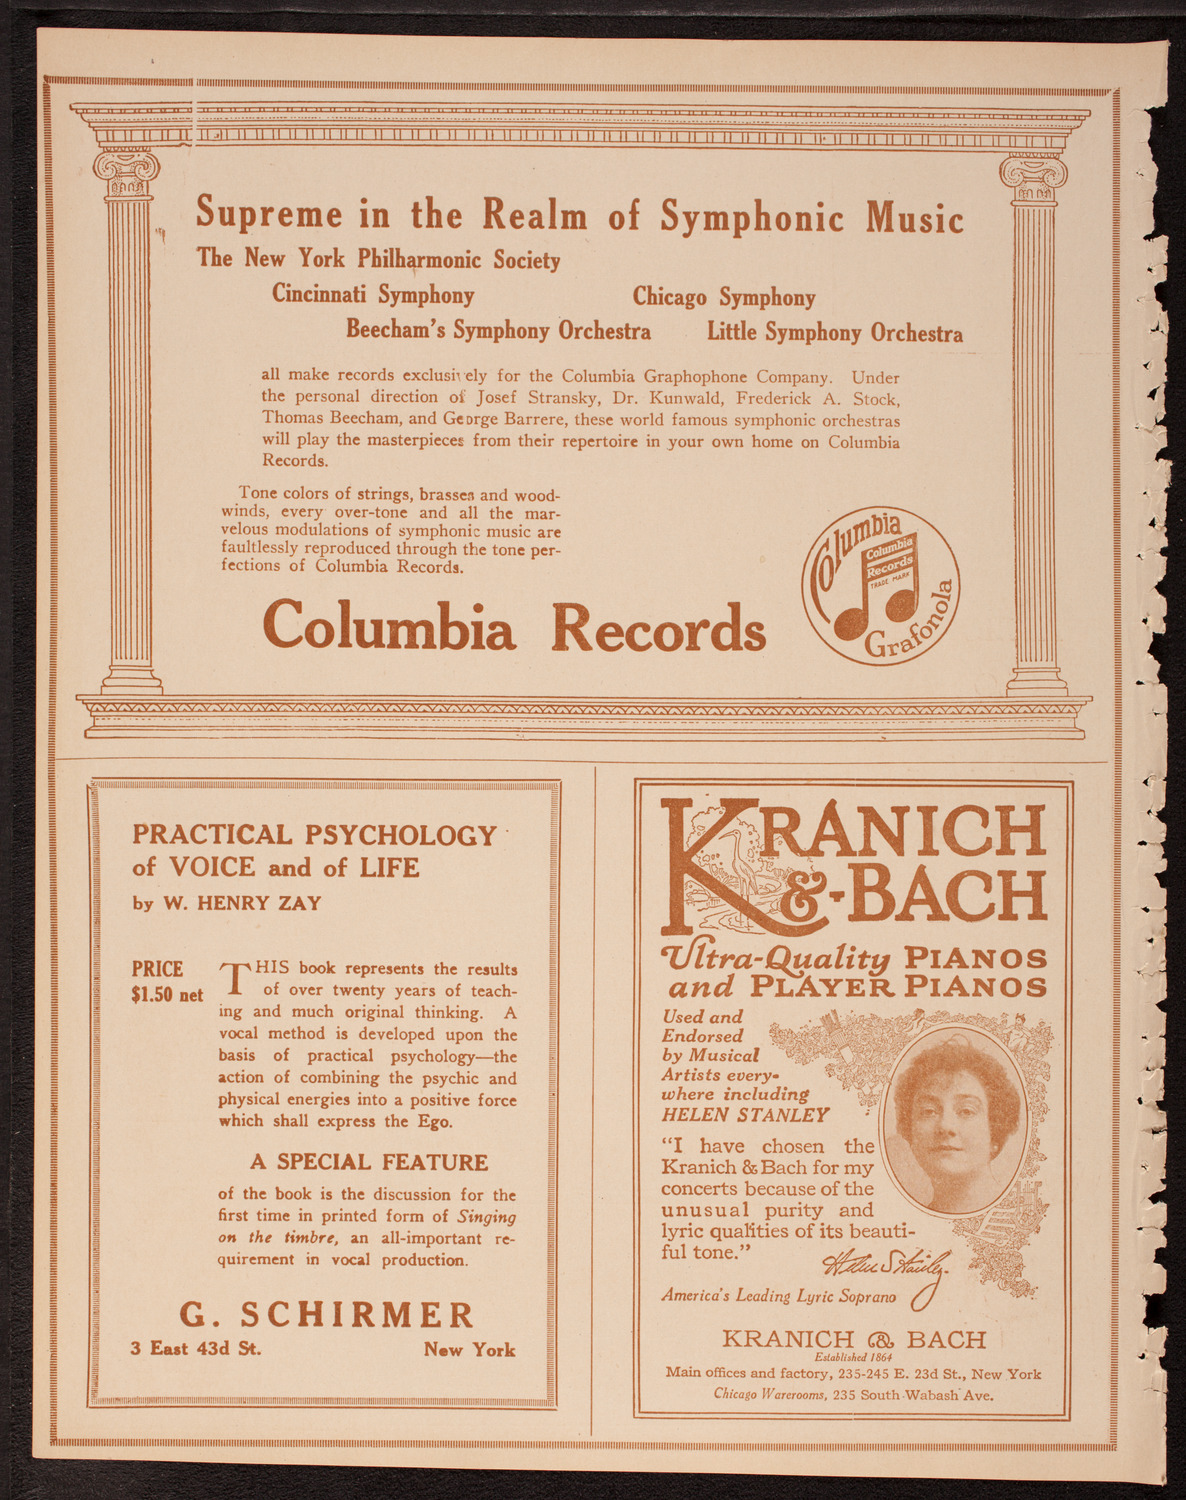 Supreme in the Realm of Symphonic Music
The New York Philharmonic Society
Cincinnati Symphony Chicago Symphony
Beecham's Symphony Orchestra Little Symphony Orchestra
all make records exclusively for the Columbia Graphophone Company. Under
the personal direction of Josef Stransky, Dr. Kunwald, Frederick A. Stock,
Thomas Beecham, and George Barrere, these world famous symphonic orchestras
will play the masterpieces from their repertoire in your own home on Columbia
Records.
Tone colors of strings, brasses and wood-
winds, every over-tone and all the mar-
velous modulations of symphonic music are
faultlessly reproduced through the tone per-
fections of Columbia Records.
Columbia
Columbia
Records
TRADE MARK
Grafonola
Columbia Records
PRACTICAL PSYCHOLOGY
of VOICE and of LIFE
by W. HENRY ZAY
PRICE
$1.50 net
THIS book represents the results
of over twenty years of teach-
ing and much original thinking. A
vocal method is developed upon the
basis of practical psychology—the
action of combining the psychic and
physical energies into a positive force
which shall express the Ego.
A SPECIAL FEATURE
of the book is the discussion for the
first time in printed form of Singing
on the timbre, an all-important re-
quirement in vocal production.
G. SCHIRMER
3 East 43d St. New York
KRANICH
&-BACH
Ultra-Quality PIANOS
and PLAYER PIANOS
Used and
Endorsed
by Musical
Artists every-
where including
HELEN STANLEY
"I have chosen the
Kranich & Bach for my
concerts because of the
unusual purity and
lyric qualities of its beauti-
ful tone."
Helen Stanley.
America's Leading Lyric Soprano
KRANICH & BACH
Established 1864
Main offices and factory, 235-245 E. 23d St., New York
Chicago Warerooms, 235 South Wabash Ave.